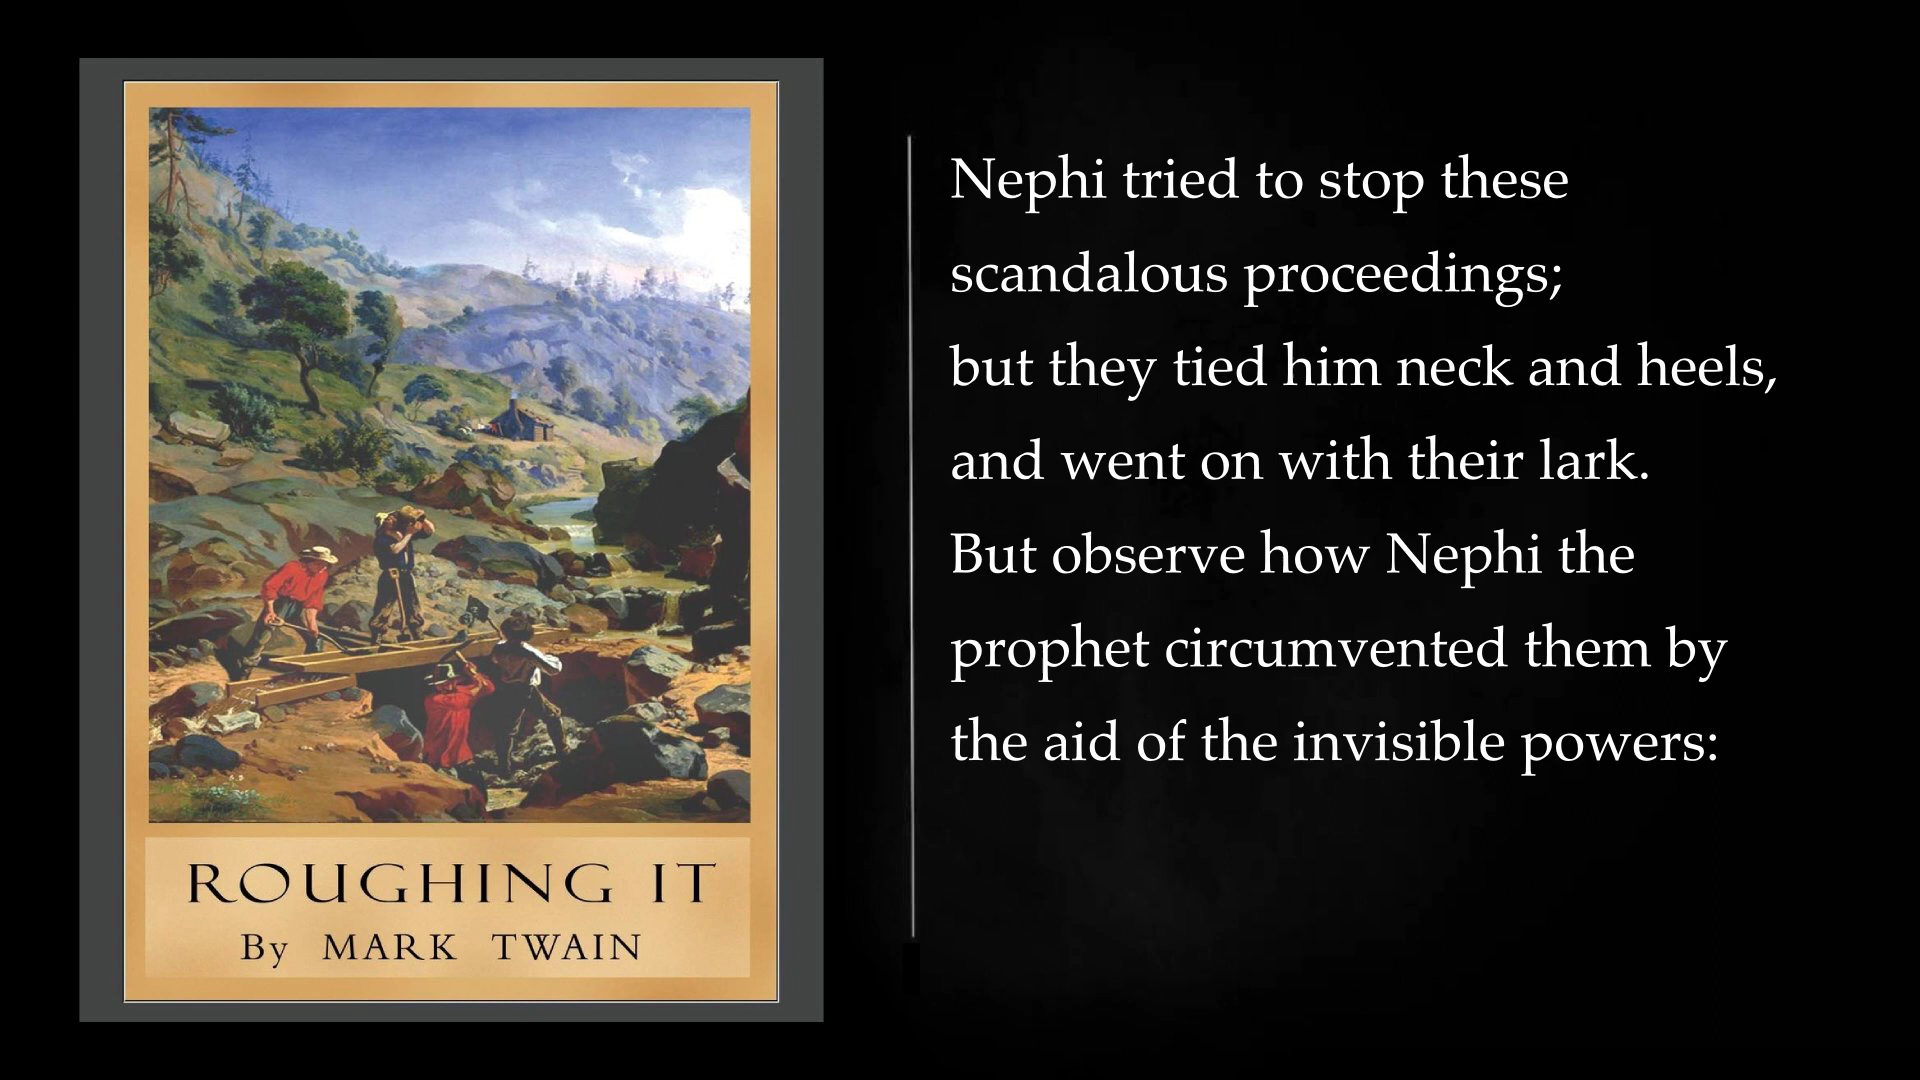 ROUGHING IT
By MARK TWAIN
Nephi tried to stop these
scandalous proceedings;
but they tied him neck and heels,
and went on with their lark.
But observe how Nephi the
prophet circumvented them by
the aid of the invisible powers: